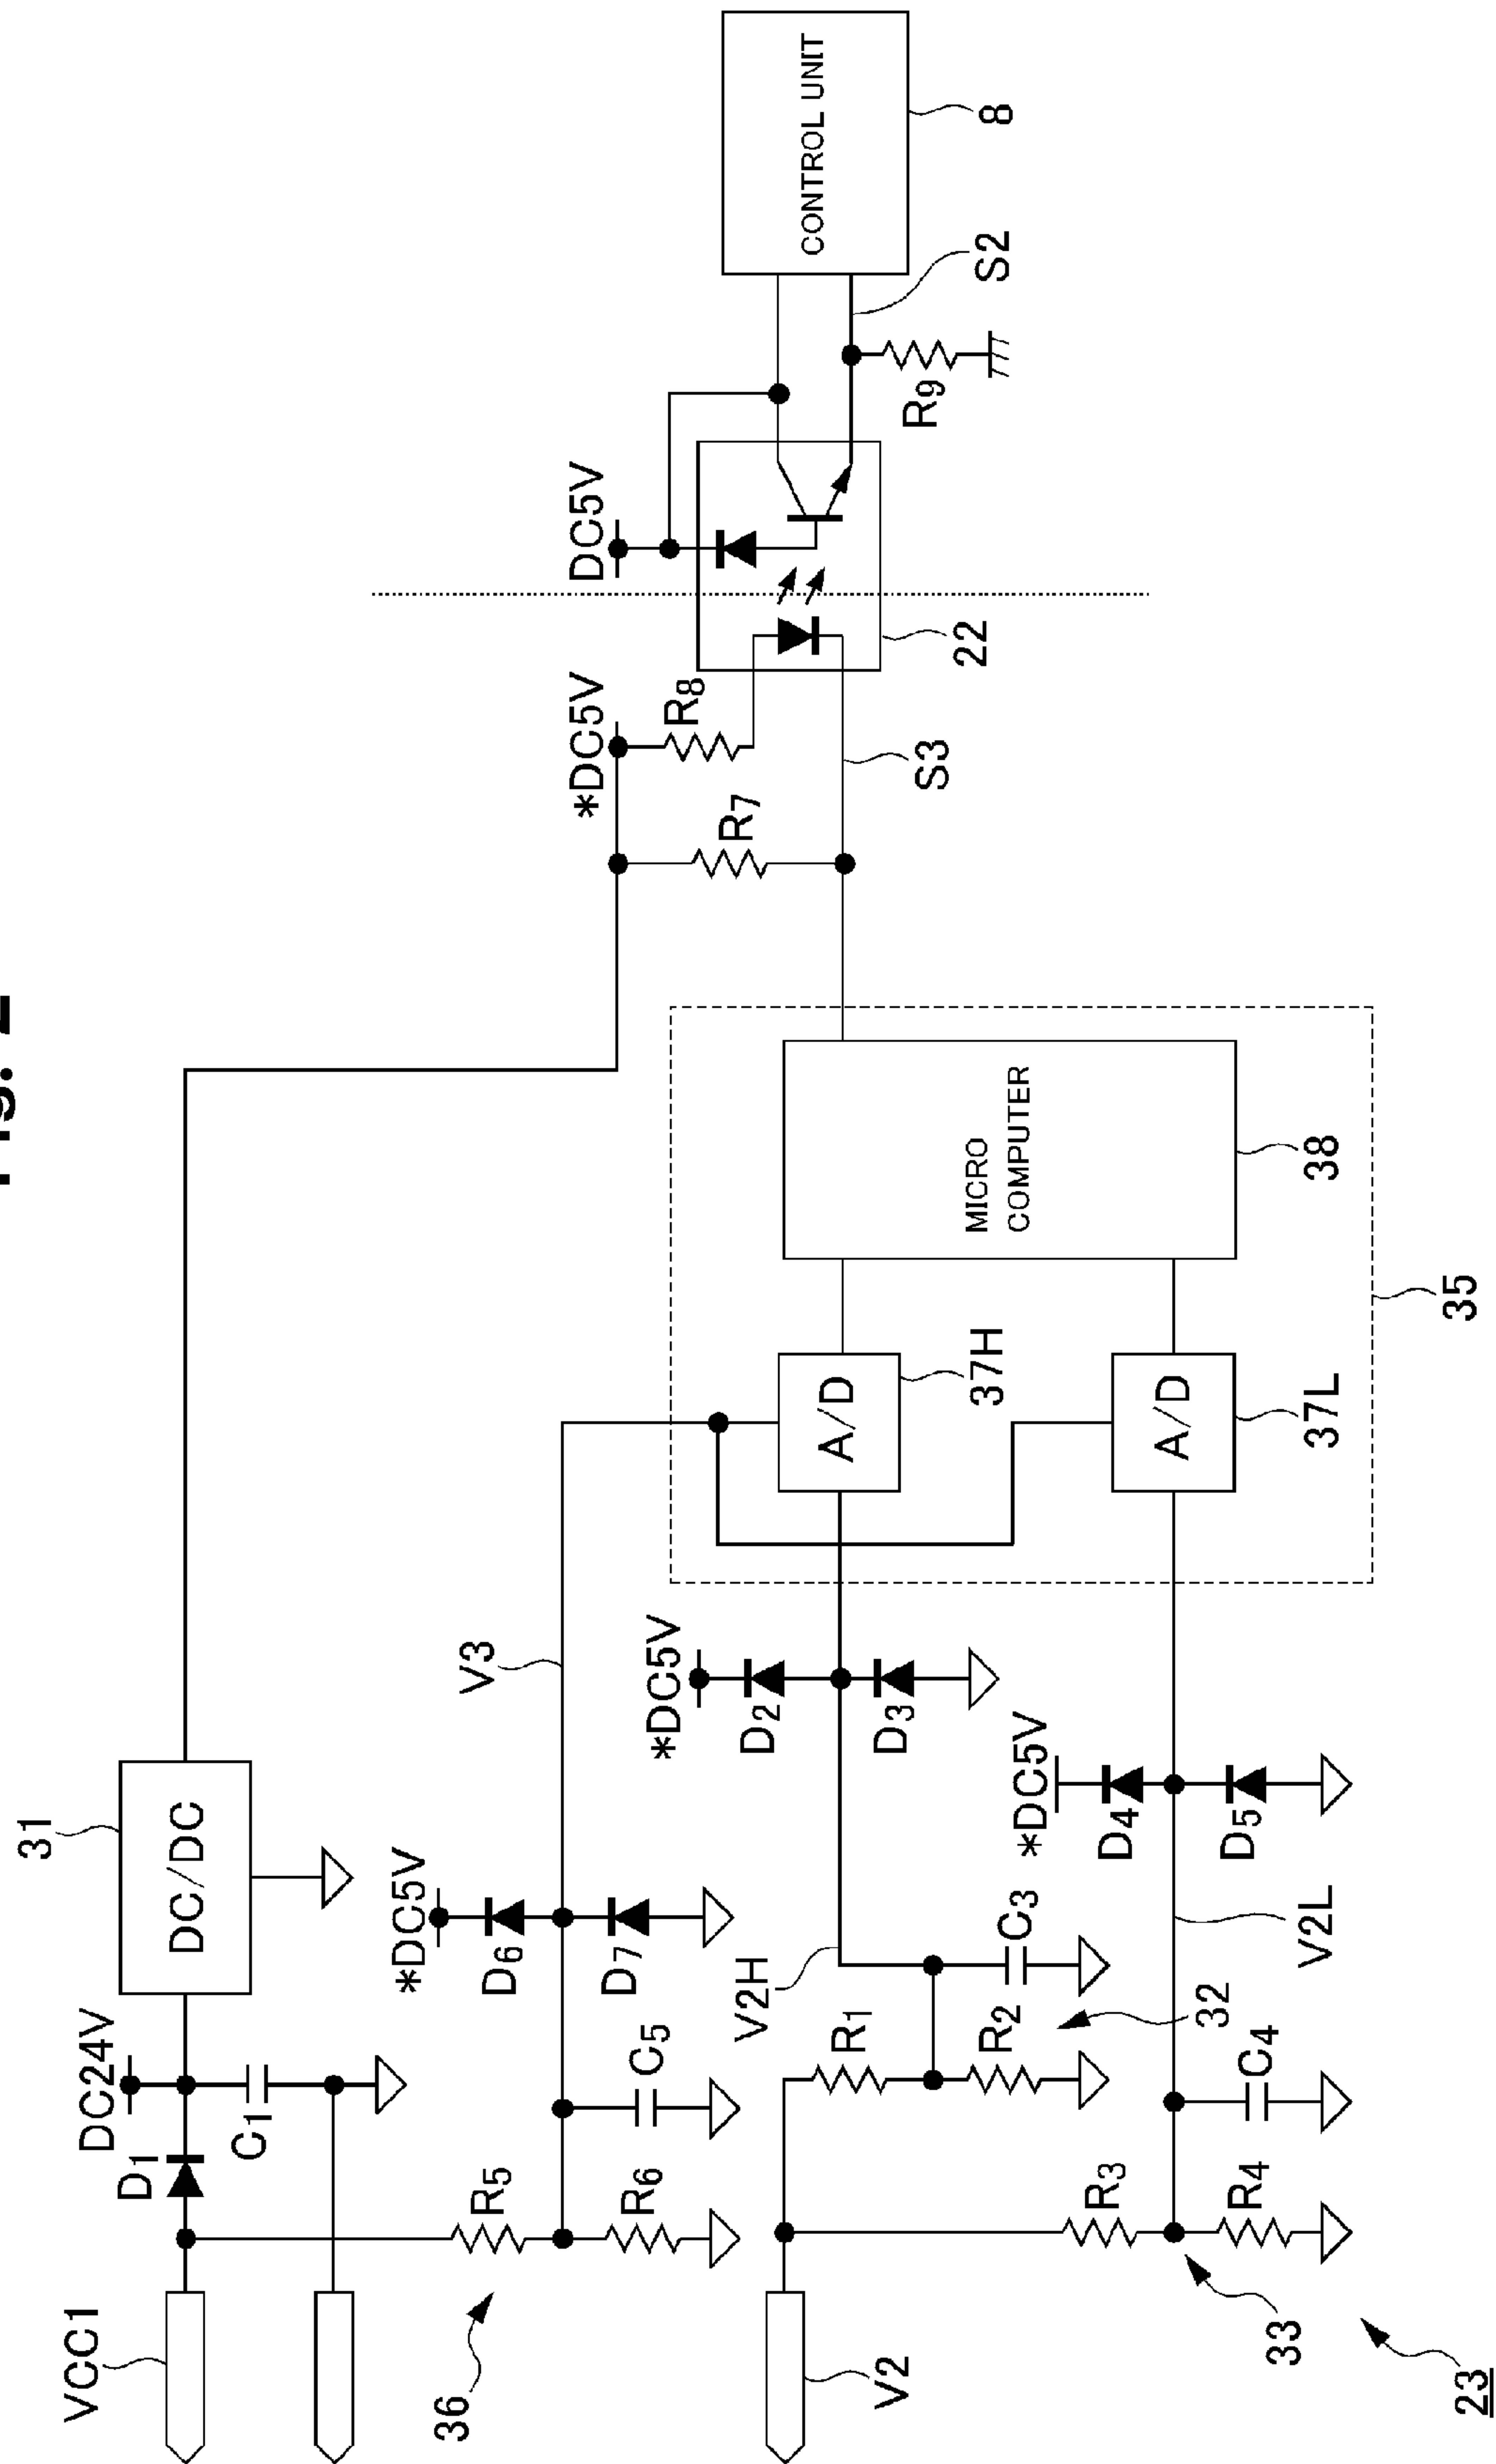 31
VCC1
DC24V
D1
DC/DC
C1
*DC5V
36
V3
R5
D6
*DC5V
DC5V
D7
R6
C5
*DC5V
R8
R7
V2H
D2
CONTROL UNIT
A/D
R1
V2
D3
R9
S3
22
MICRO
COMPUTER
37H
S2
8
R2
C3
*DC5V
R3
D4
A/D
32
D5
R4
C4
33
V2L
37L
38
35
23